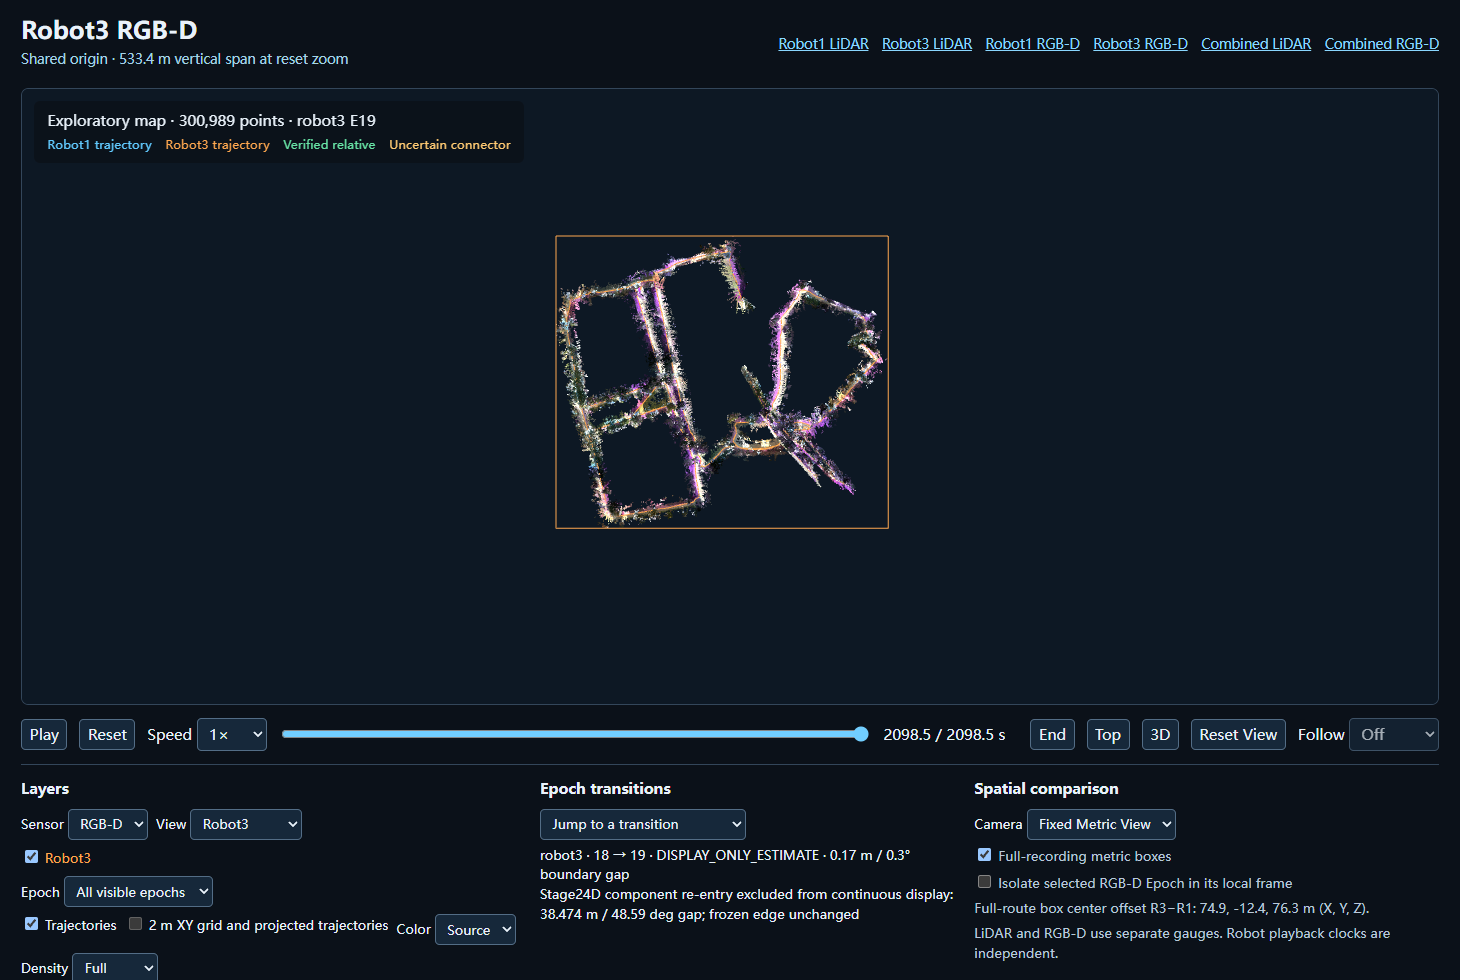 Robot3 RGB-D
Shared origin · 533.4 m vertical span at reset zoom
Robot1 LiDAR Robot3 LiDAR Robot1 RGB-D Robot3 RGB-D Combined LiDAR Combined RGB-D
Exploratory map · 300,989 points · robot3 E19
Robot1 trajectory Robot3 trajectory Verified relative Uncertain connector
Play Reset Speed 1× 2098.5 / 2098.5 s End Top 3D Reset View Follow Off
Layers
Sensor RGB-D View Robot3
Robot3
Epoch All visible epochs
Trajectories 2 m XY grid and projected trajectories Color Source
Density Full
Epoch transitions
Jump to a transition
robot3 · 18 → 19 · DISPLAY_ONLY_ESTIMATE · 0.17 m / 0.3°
boundary gap
Stage24D component re-entry excluded from continuous display:
38.474 m / 48.59 deg gap; frozen edge unchanged
Spatial comparison
Camera Fixed Metric View
Full-recording metric boxes
Isolate selected RGB-D Epoch in its local frame
Full-route box center offset R3−R1: 74.9, -12.4, 76.3 m (X, Y, Z).
LiDAR and RGB-D use separate gauges. Robot playback clocks are
independent.